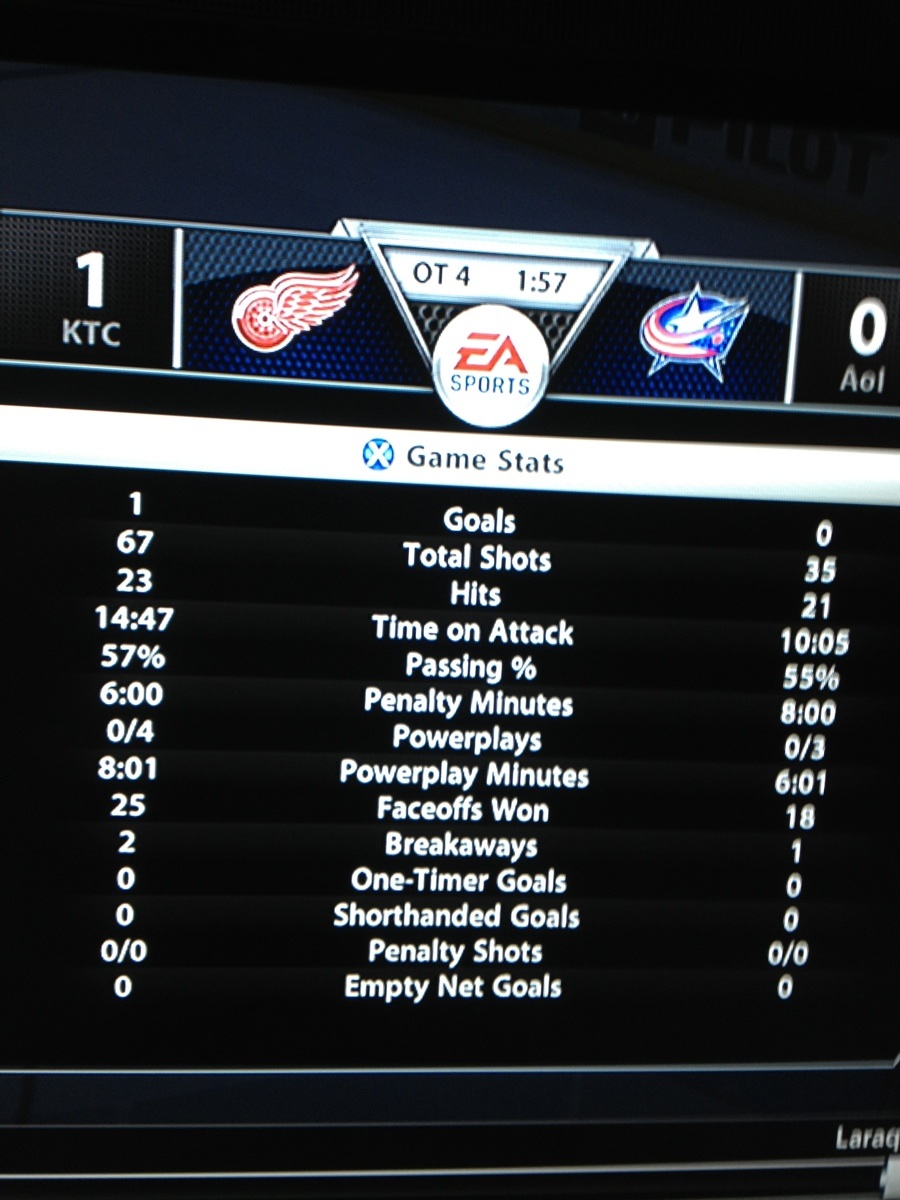 PILOT
1 OT 4 1:57 0
KTC Aol
EA
SPORTS
Game Stats
1 Goals 0
67 Total Shots 35
23 Hits 21
14:47 Time on Attack 10:05
57% Passing % 55%
6:00 Penalty Minutes 8:00
0/4 Powerplays 0/3
8:01 Powerplay Minutes 6:01
25 Faceoffs Won 18
2 Breakaways 1
0 One-Timer Goals 0
0 Shorthanded Goals 0
0/0 Penalty Shots 0/0
0 Empty Net Goals 0
Laraq